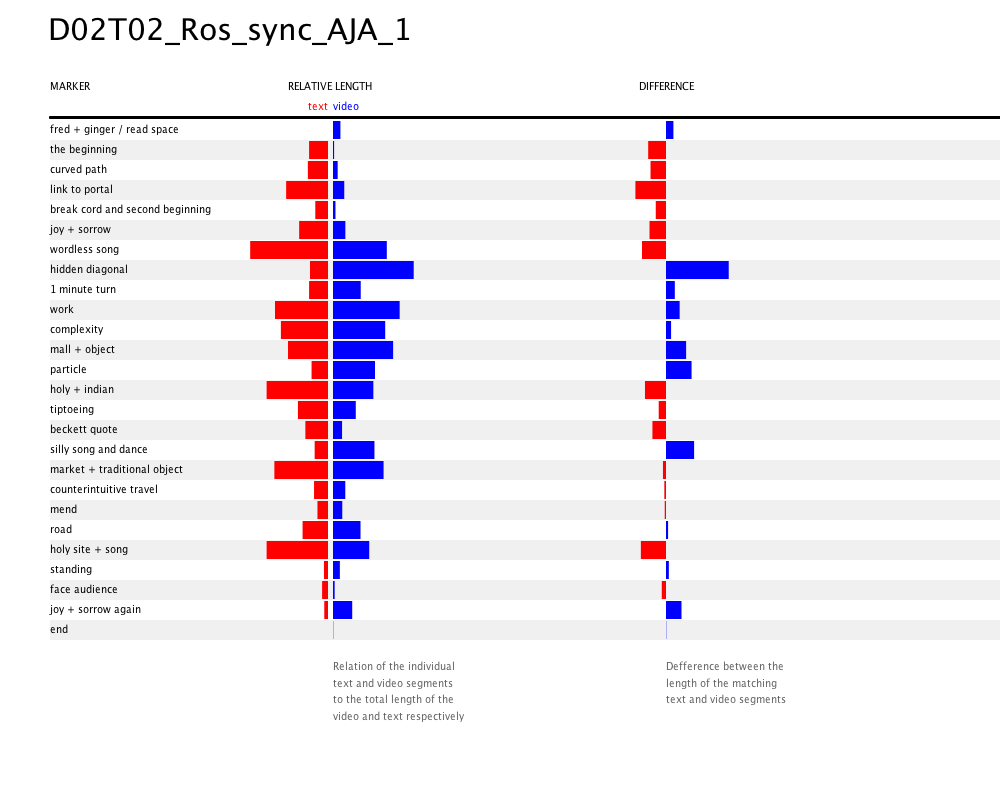 D02T02_Ros_sync_AJA_1
MARKER RELATIVE LENGTH DIFFERENCE
text video
fred + ginger / read space
the beginning
curved path
link to portal
break cord and second beginning
joy + sorrow
wordless song
hidden diagonal
1 minute turn
work
complexity
mall + object
particle
holy + indian
tiptoeing
beckett quote
silly song and dance
market + traditional object
counterintuitive travel
mend
road
holy site + song
standing
face audience
joy + sorrow again
end
Relation of the individual
text and video segments
to the total length of the
video and text respectively
Defference between the
length of the matching
text and video segments